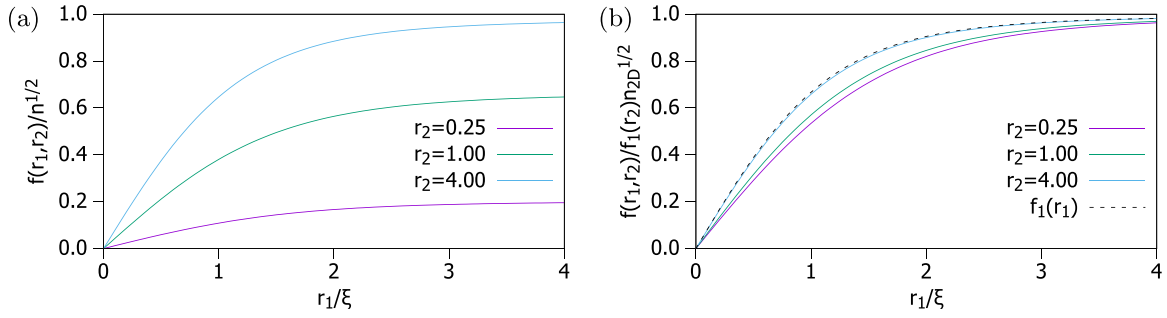 (a)
1.0
0.8
0.6
0.4
0.2
0.0
f(r₁,r₂)/n¹/²
r₂=0.25
r₂=1.00
r₂=4.00
0 1 2 3 4
r₁/ξ
(b)
1.0
0.8
0.6
0.4
0.2
0.0
f(r₁,r₂)/f₁(r₂)n₂D¹/²
r₂=0.25
r₂=1.00
r₂=4.00
f₁(r₁)
0 1 2 3 4
r₁/ξ